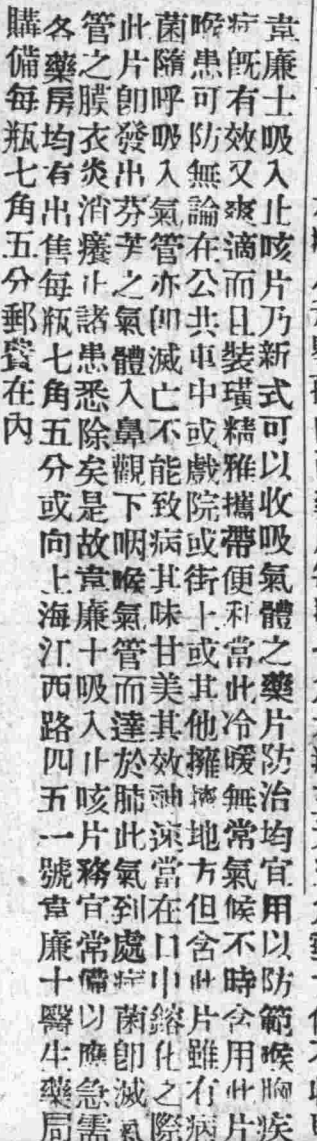 韋廉士吸入止咳片乃新式可以收吸氣體之藥片防治均宜用以防範喉胸疾
症既有效又爽適而且裝璜精雅攜帶便利當此冷暖無常氣候不時含用此片
喉患可防無論在公共車中或戲院或街上或其他擁擠地方但含此片雖有病
菌隨呼吸入氣管亦即滅亡不能致病其味甘美其效神速當在口中鎔化之際
此片即發出芬芳之氣體入鼻觀下咽喉氣管而達於肺此氣到處症菌即滅氣
管之膜衣炎消癢止諸患悉除矣是故韋廉士吸入止咳片務宜常備以應急需
各藥房均有出售每瓶七角五分或向上海江西路四五一號韋廉士醫生藥局
購備每瓶七角五分郵費在內